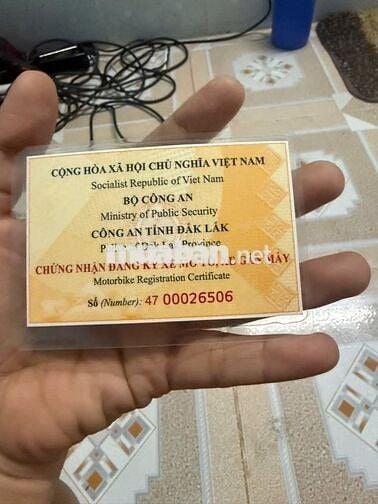 CỘNG HÒA XÃ HỘI CHỦ NGHĨA VIỆT NAM
Socialist Republic of Viet Nam
BỘ CÔNG AN
Ministry of Public Security
CÔNG AN TỈNH ĐẮK LẮK
Dak Lak Province
CHỨNG NHẬN ĐĂNG KÝ XE MÁY
Motorbike Registration Certificate
Số (Number): 47 00026506